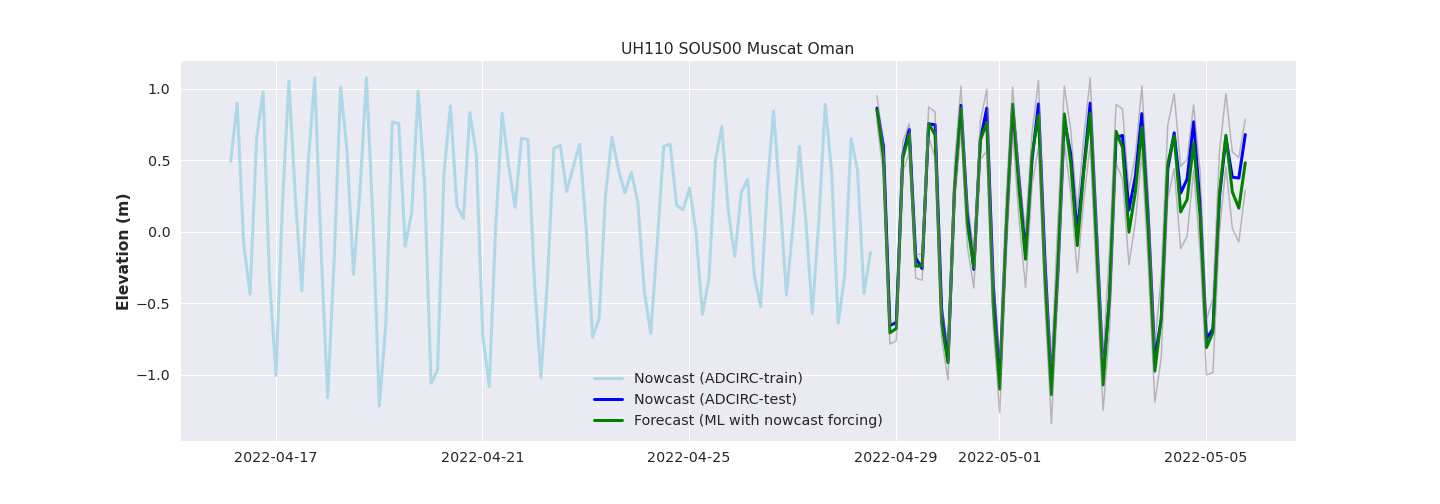 UH110 SOUS00 Muscat Oman
Elevation (m)
1.0
0.5
0.0
−0.5
−1.0
Nowcast (ADCIRC-train)
Nowcast (ADCIRC-test)
Forecast (ML with nowcast forcing)
2022-04-17 2022-04-21 2022-04-25 2022-04-29 2022-05-01 2022-05-05